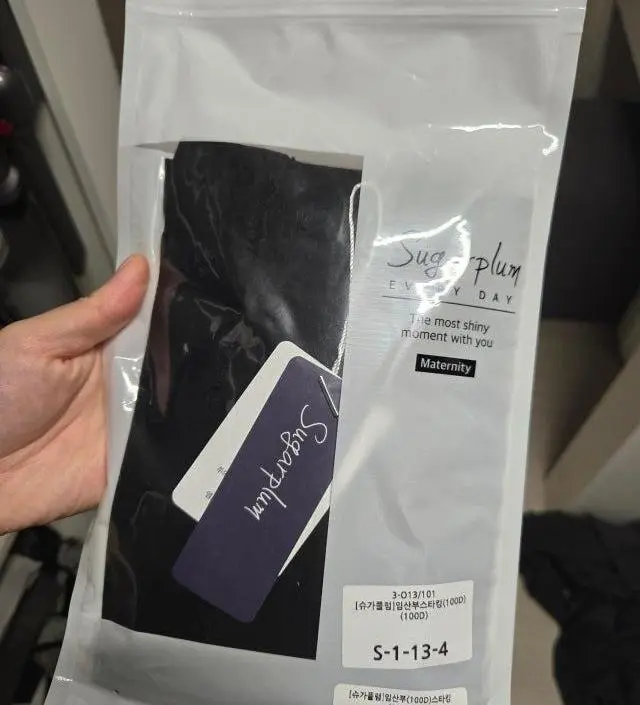 Sugarplum
EVERY DAY
The most shiny
moment with you
Maternity
Sugarplum
3-013/101
[슈가플럼]임산부스타킹(100D)
(100D)
S-1-13-4
[슈가플럼]임산부(100D)스타킹